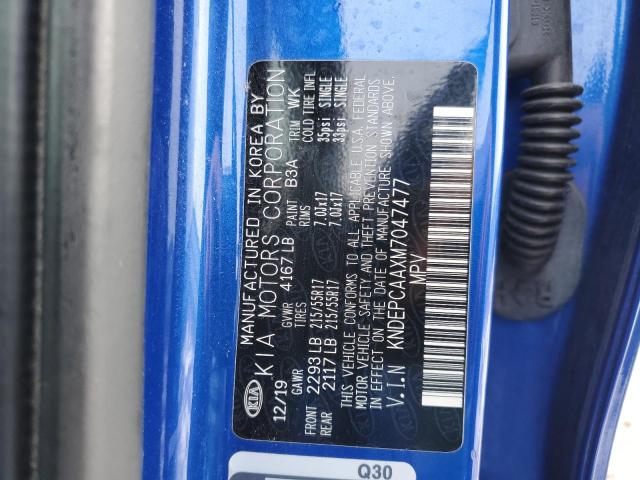 KIA
MANUFACTURED IN KOREA BY
KIA MOTORS CORPORATION
12/19 GVWR 4167 LB PAINT B3A TRIM WK
GAWR TIRES RIMS COLD TIRE INFL
FRONT 2293 LB 215/55R17 7.0Jx17 35psi SINGLE
REAR 2117 LB 215/55R17 7.0Jx17 33psi SINGLE
THIS VEHICLE CONFORMS TO ALL APPLICABLE U.S.A. FEDERAL
MOTOR VEHICLE SAFETY AND THEFT PREVENTION STANDARDS
IN EFFECT ON THE DATE OF MANUFACTURE SHOWN ABOVE.
V.I.N KNDEPCAAXM7047477
MPV
Q30